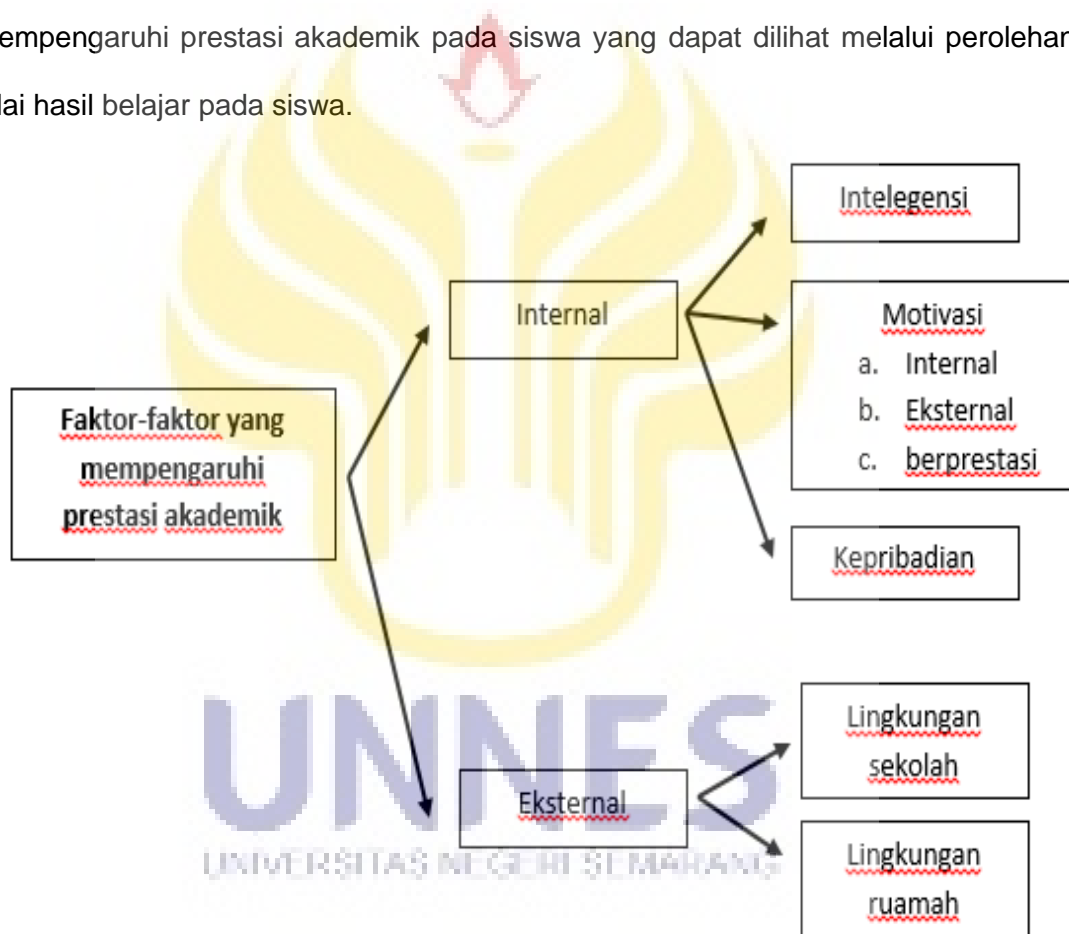 empengaruhi prestasi akademik pada siswa yang dapat dilihat melalui perolehan
lai hasil belajar pada siswa.
Faktor-faktor yang
mempengaruhi
prestasi akademik
Internal
Intelegensi
Motivasi
a. Internal
b. Eksternal
c. berprestasi
Kepribadian
Eksternal
Lingkungan
sekolah
Lingkungan
ruamah
UNNES
UNIVERSITAS NEGERI SEMARANG